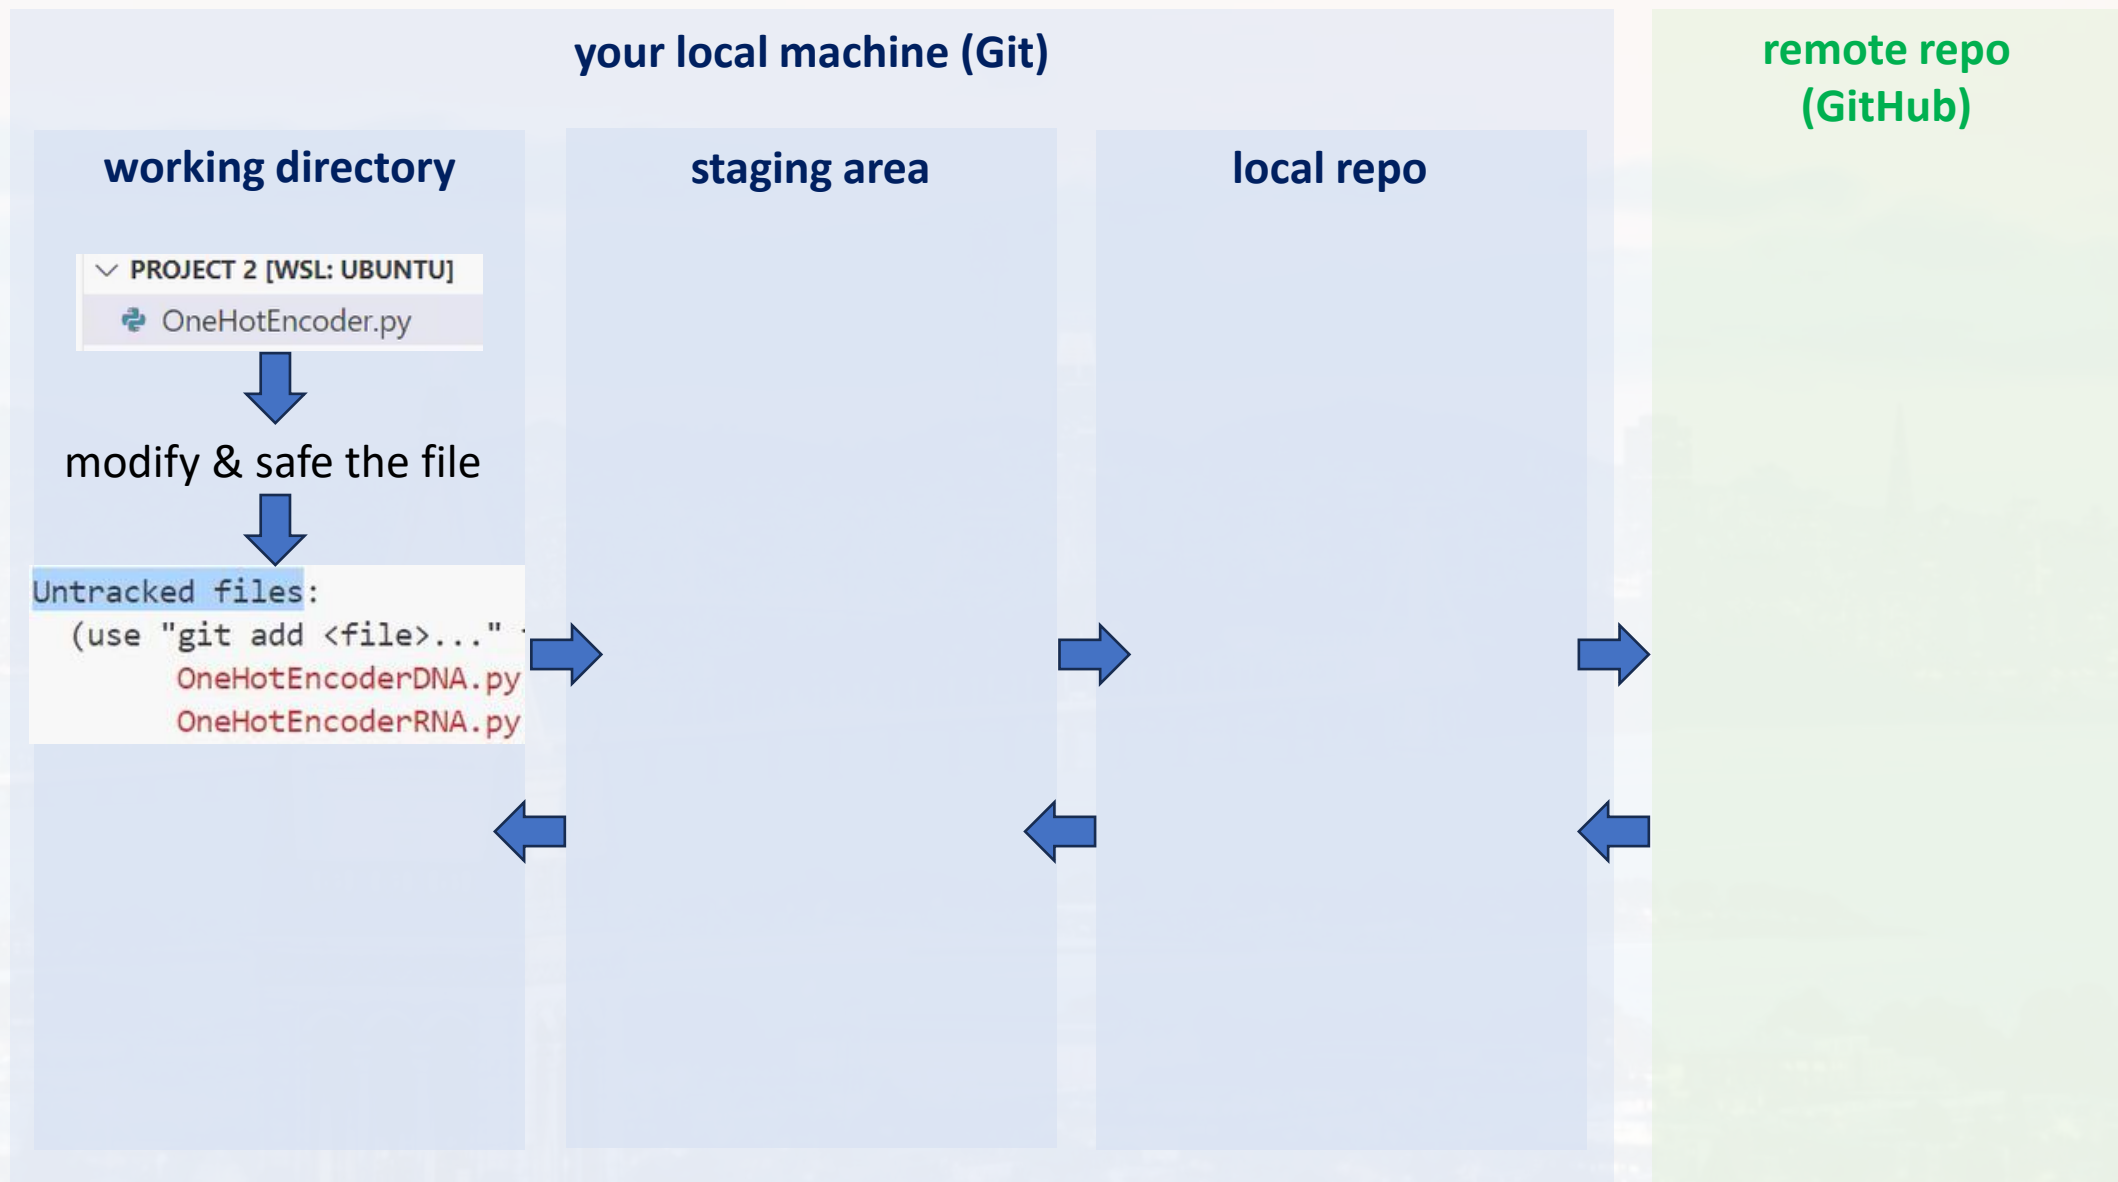 your local machine (Git)
remote repo
(GitHub)
working directory
staging area
local repo
PROJECT 2 [WSL: UBUNTU]
OneHotEncoder.py
modify & safe the file
Untracked files:
(use "git add <file>..."
OneHotEncoderDNA.py
OneHotEncoderRNA.py